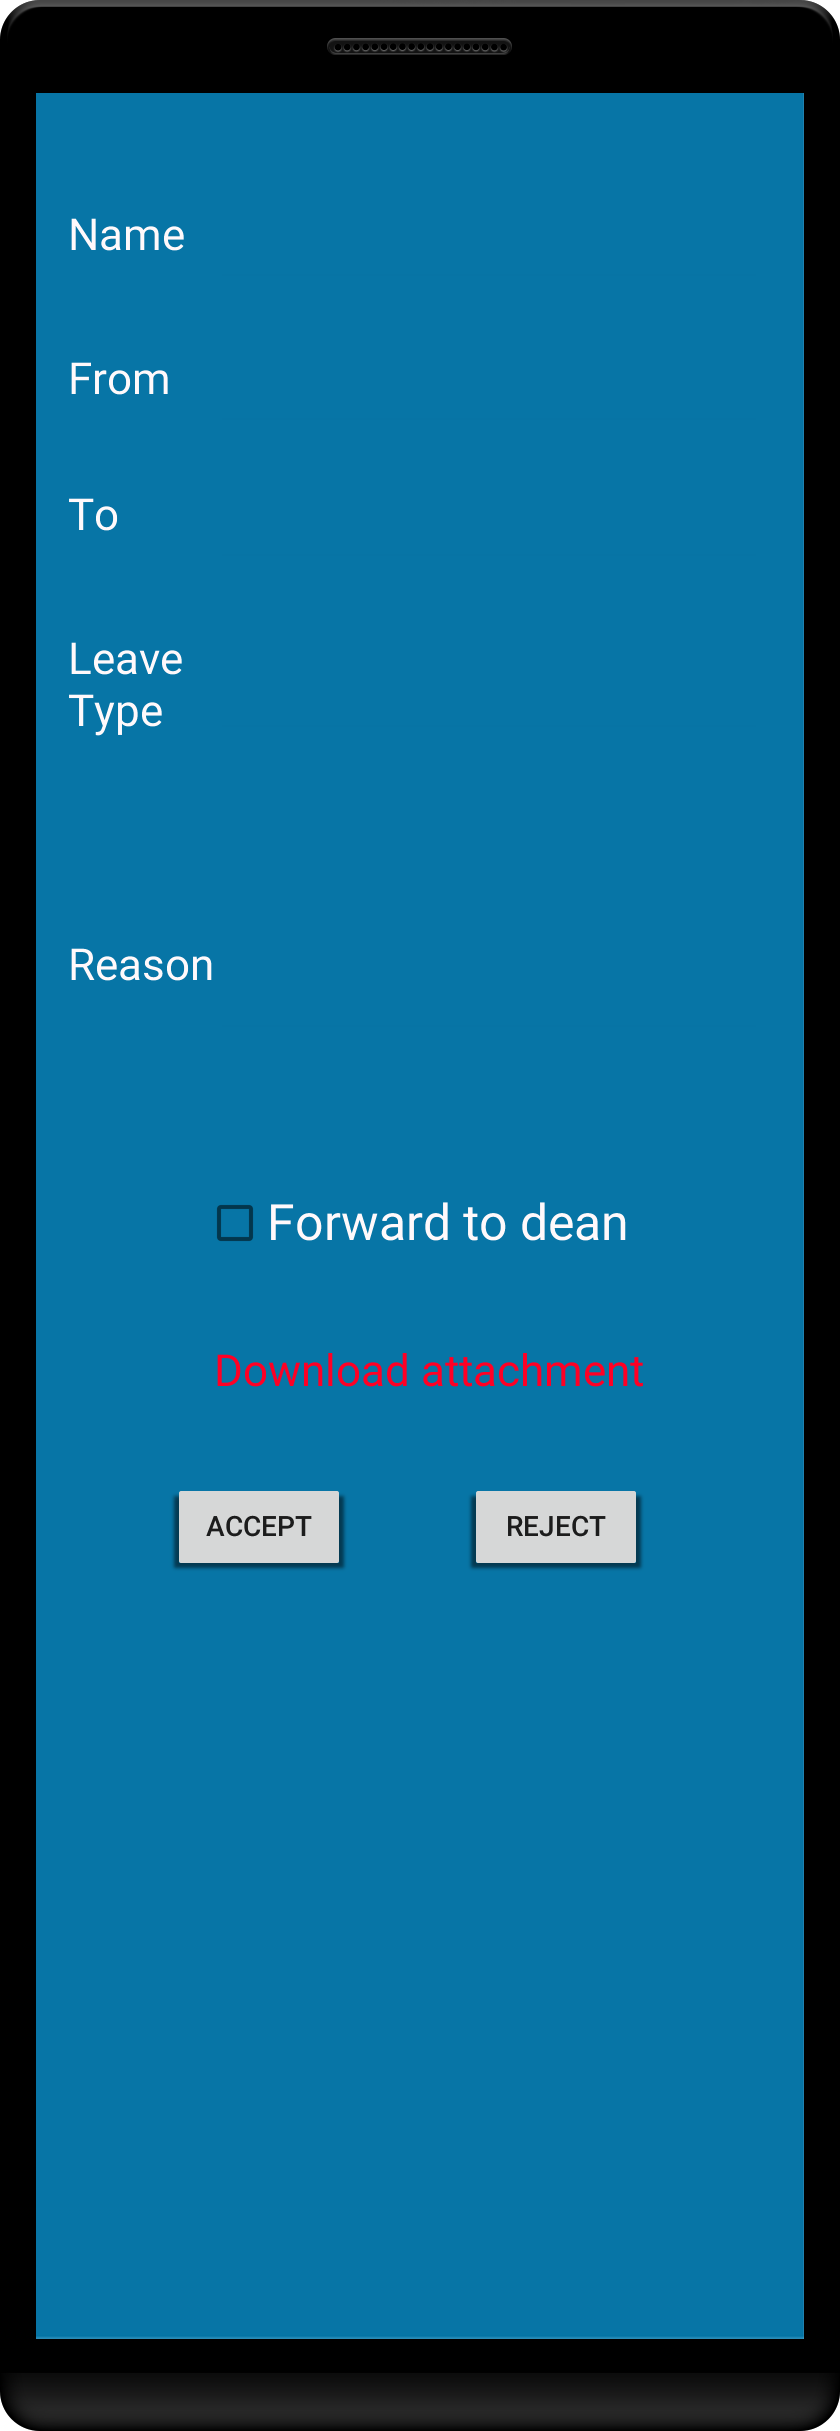 Name
From
To
Leave
Type
Reason
Forward to dean
Download attachment
ACCEPT
REJECT